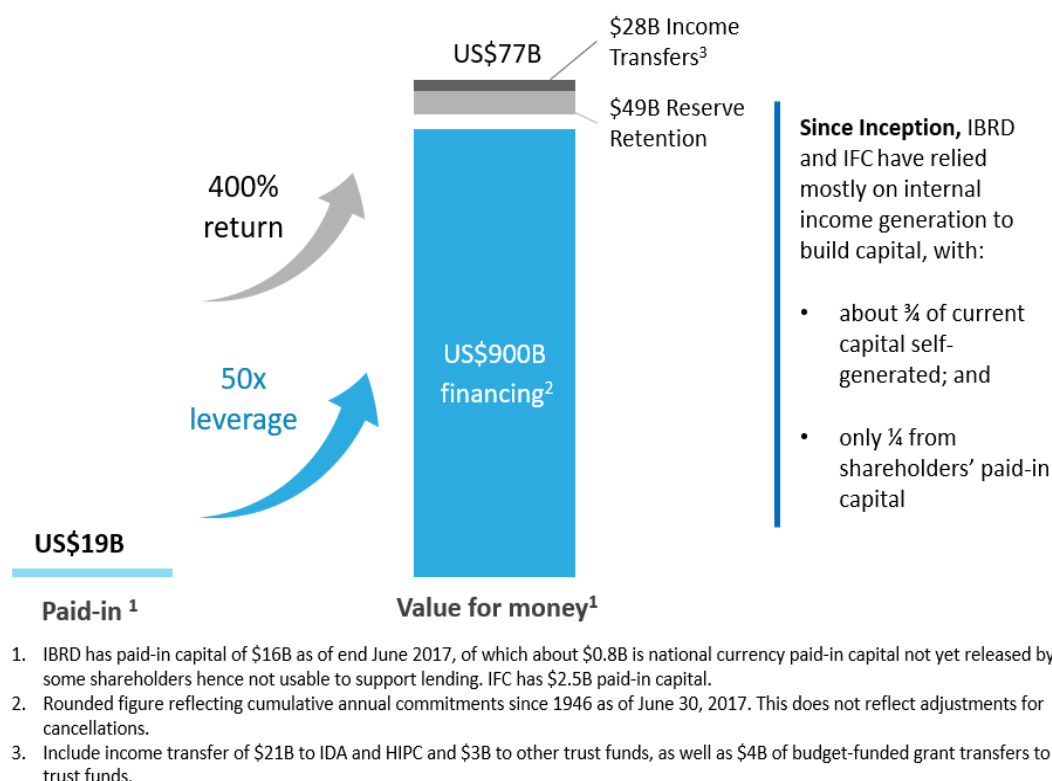 $28B Income
Transfers³
US$77B
$49B Reserve
Retention
400%
return
50x
leverage
US$900B
financing²
US$19B
Paid-in ¹
Value for money¹
Since Inception, IBRD
and IFC have relied
mostly on internal
income generation to
build capital, with:
• about ¾ of current
capital self-
generated; and
• only ¼ from
shareholders’ paid-in
capital
1. IBRD has paid-in capital of $16B as of end June 2017, of which about $0.8B is national currency paid-in capital not yet released by
some shareholders hence not usable to support lending. IFC has $2.5B paid-in capital.
2. Rounded figure reflecting cumulative annual commitments since 1946 as of June 30, 2017. This does not reflect adjustments for
cancellations.
3. Include income transfer of $21B to IDA and HIPC and $3B to other trust funds, as well as $4B of budget-funded grant transfers to
trust funds.